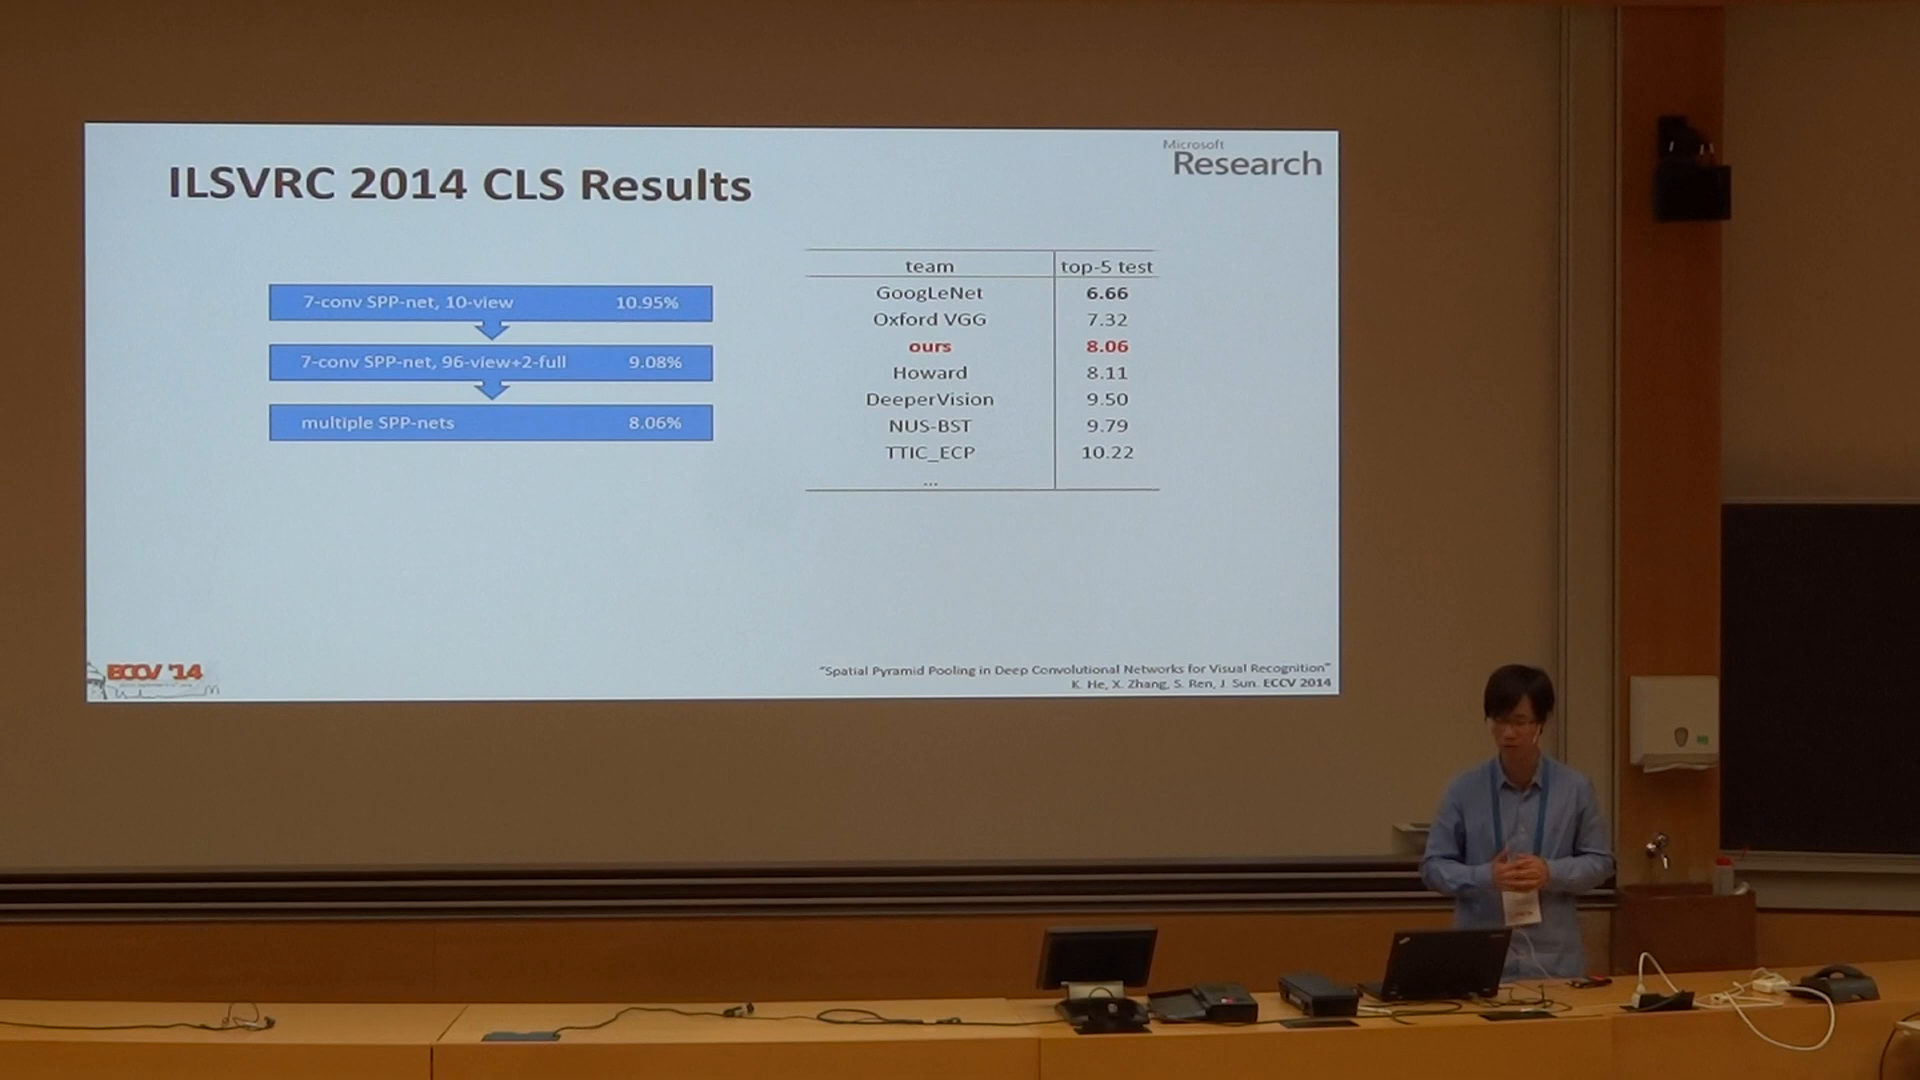 Microsoft
Research
ILSVRC 2014 CLS Results
7-conv SPP-net, 10-view 10.95%
7-conv SPP-net, 96-view+2-full 9.08%
multiple SPP-nets 8.06%
team top-5 test
GoogLeNet 6.66
Oxford VGG 7.32
ours 8.06
Howard 8.11
DeeperVision 9.50
NUS-BST 9.79
TTIC_ECP 10.22
...
ECCV '14
"Spatial Pyramid Pooling in Deep Convolutional Networks for Visual Recognition"
K. He, X. Zhang, S. Ren, J. Sun. ECCV 2014